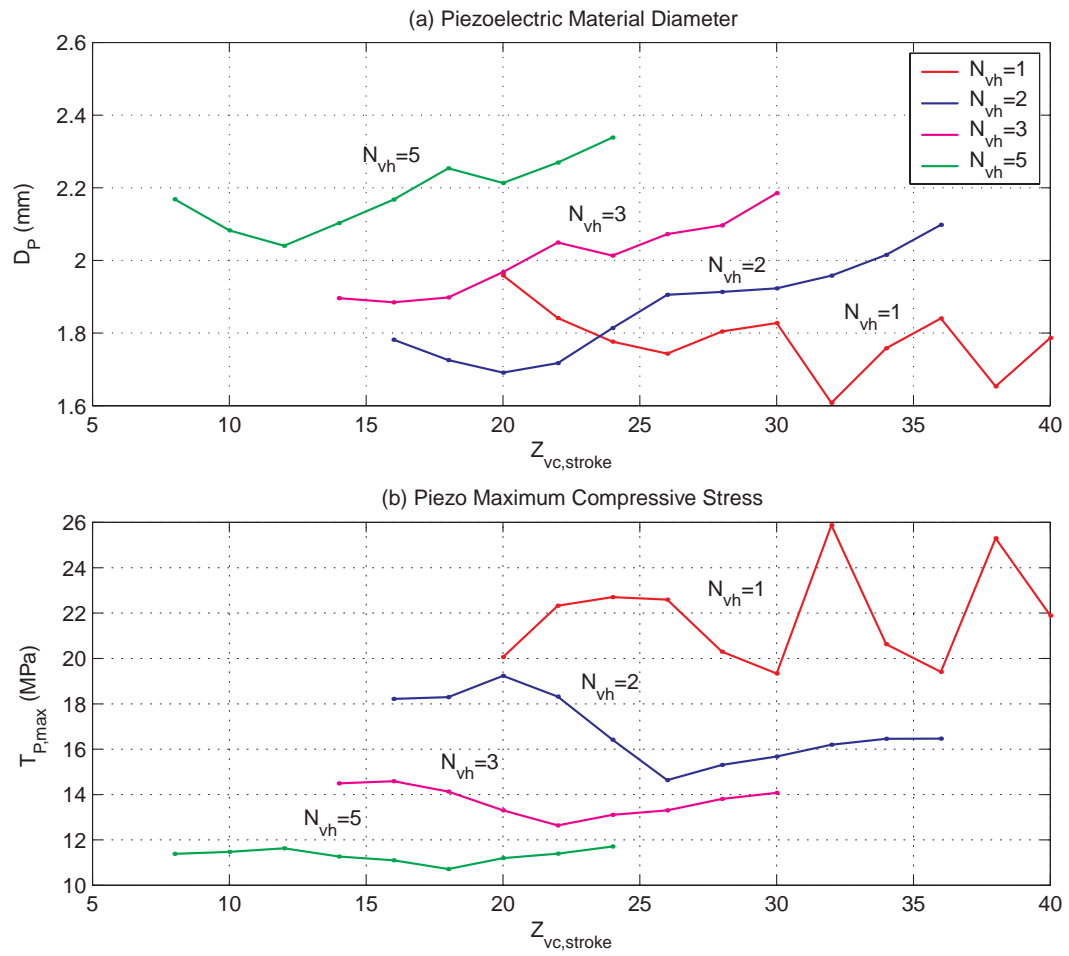 (a) Piezoelectric Material Diameter
2.6
2.4
2.2
2
1.8
1.6
D_P (mm)
N_vh=1
N_vh=2
N_vh=3
N_vh=5
N_vh=5
N_vh=3
N_vh=2
N_vh=1
5 10 15 20 25 30 35 40
Z_vc,stroke
(b) Piezo Maximum Compressive Stress
26
24
22
20
18
16
14
12
10
T_P,max (MPa)
N_vh=1
N_vh=2
N_vh=3
N_vh=5
5 10 15 20 25 30 35 40
Z_vc,stroke